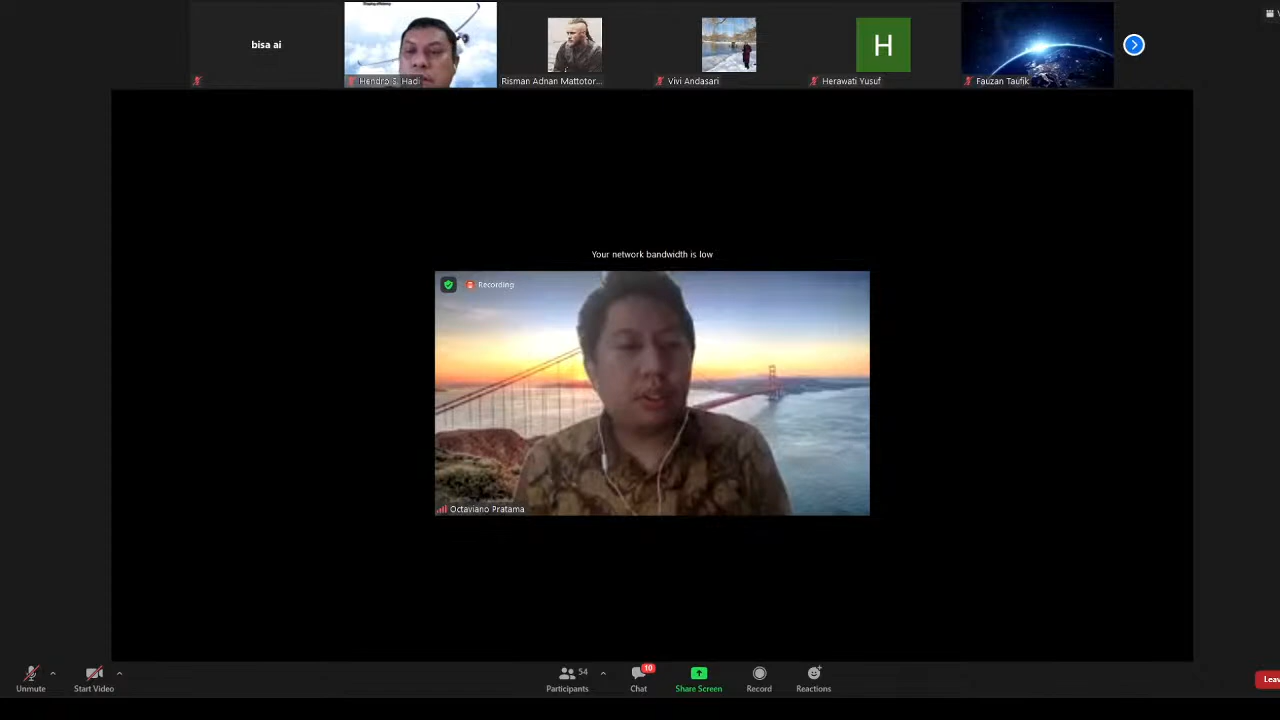 bisa ai
Hendro S. Hadi
Risman Adnan Mattotor...
Vivi Andasari
H
Herawati Yusuf
Fauzan Taufik
Your network bandwidth is low
Recording
Octaviano Pratama
Unmute
Start Video
54
Participants
10
Chat
Share Screen
Record
Reactions
Leav